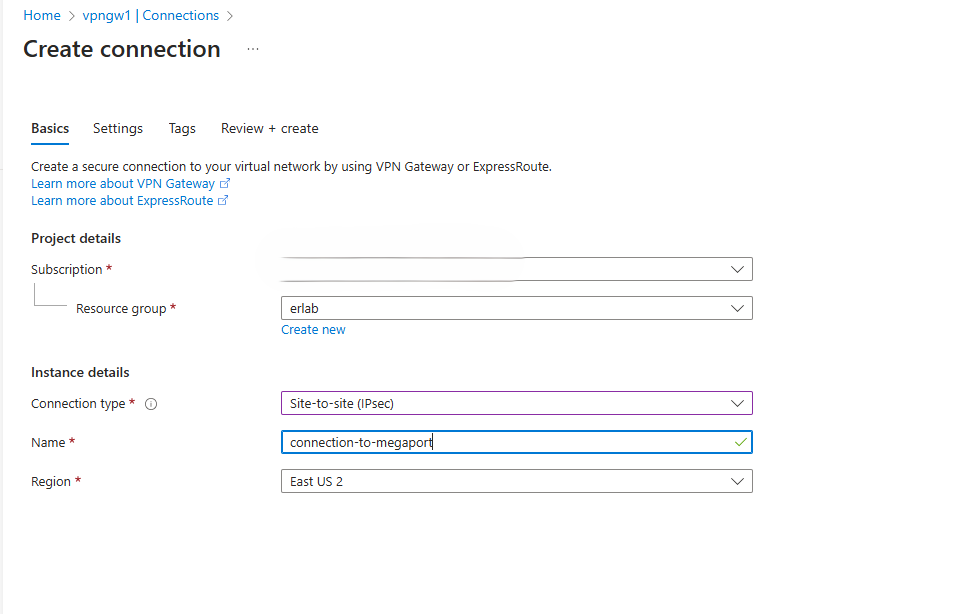 Home > vpngw1 | Connections >
Create connection ...
Basics Settings Tags Review + create
Create a secure connection to your virtual network by using VPN Gateway or ExpressRoute.
Learn more about VPN Gateway
Learn more about ExpressRoute
Project details
Subscription *
Resource group * erlab
Create new
Instance details
Connection type * Site-to-site (IPsec)
Name * connection-to-megaport
Region * East US 2